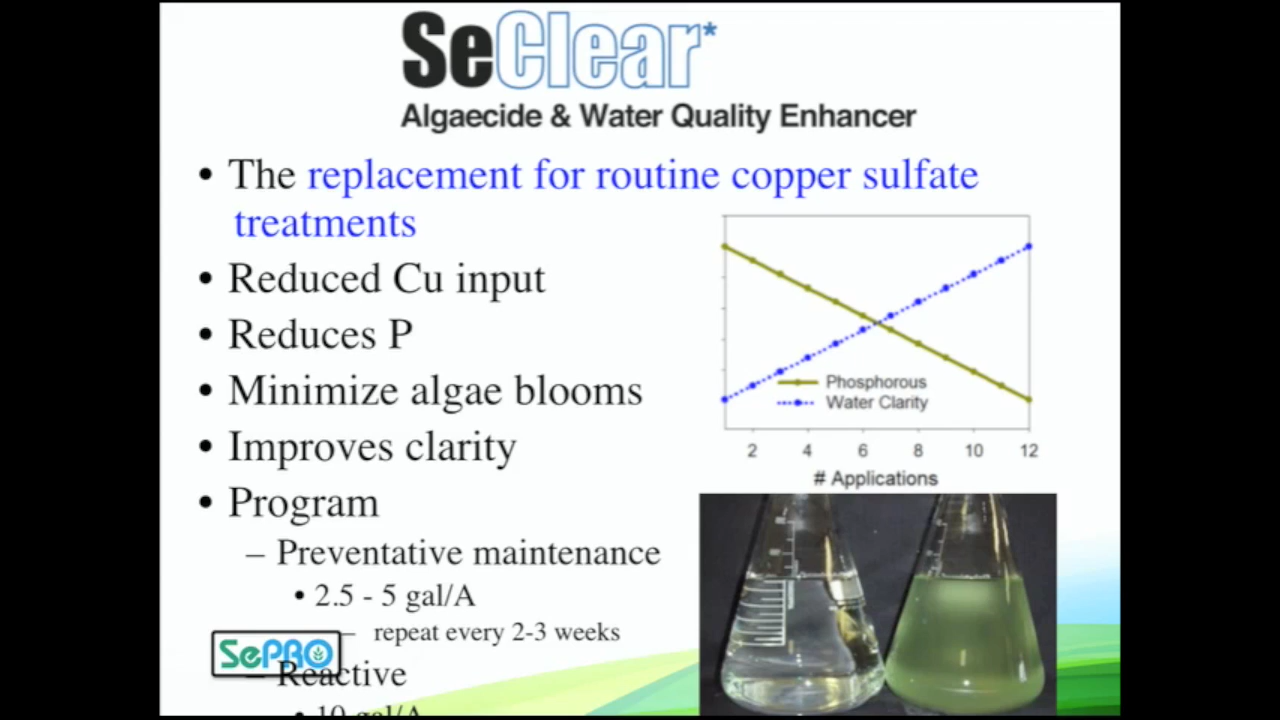 SeClear*
Algaecide & Water Quality Enhancer
• The replacement for routine copper sulfate
treatments
• Reduced Cu input
• Reduces P
• Minimize algae blooms
• Improves clarity
• Program
– Preventative maintenance
• 2.5 - 5 gal/A
– repeat every 2-3 weeks
– Reactive
• 10 gal/A
SePRO
Phosphorous
Water Clarity
2 4 6 8 10 12
# Applications